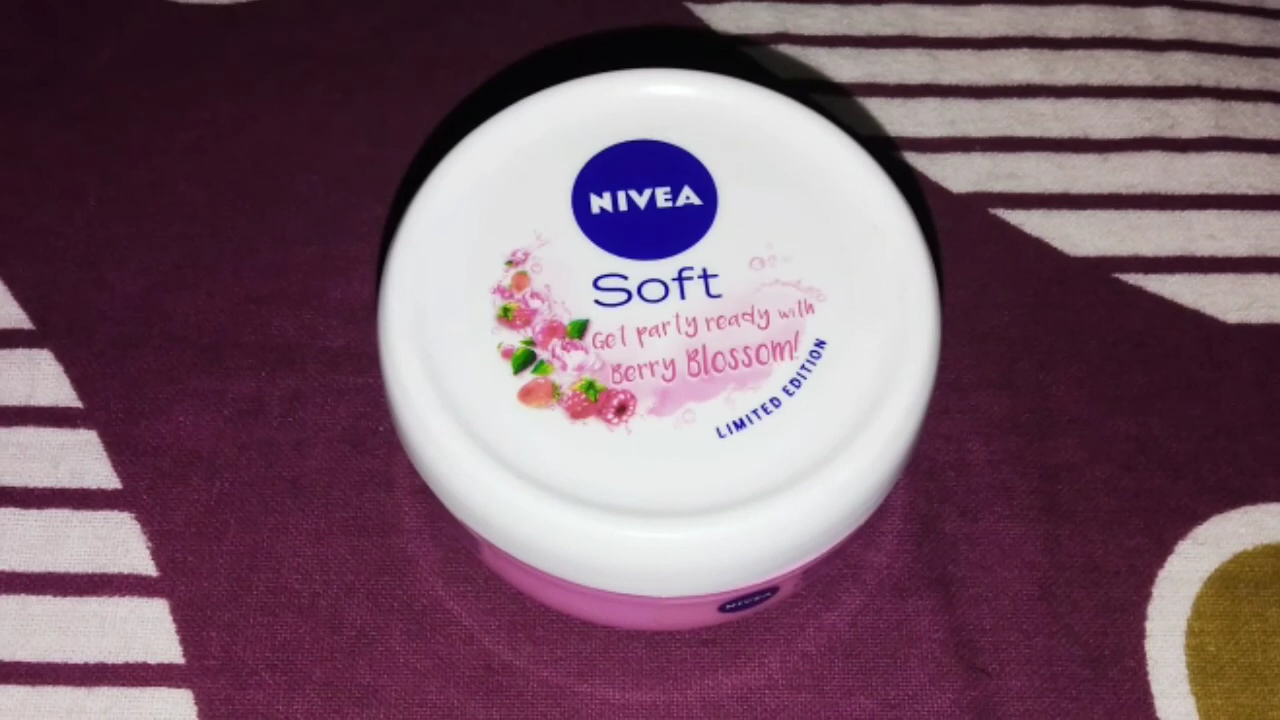 NIVEA
Soft
Get party ready with
Berry Blossom!
LIMITED EDITION
NIVEA